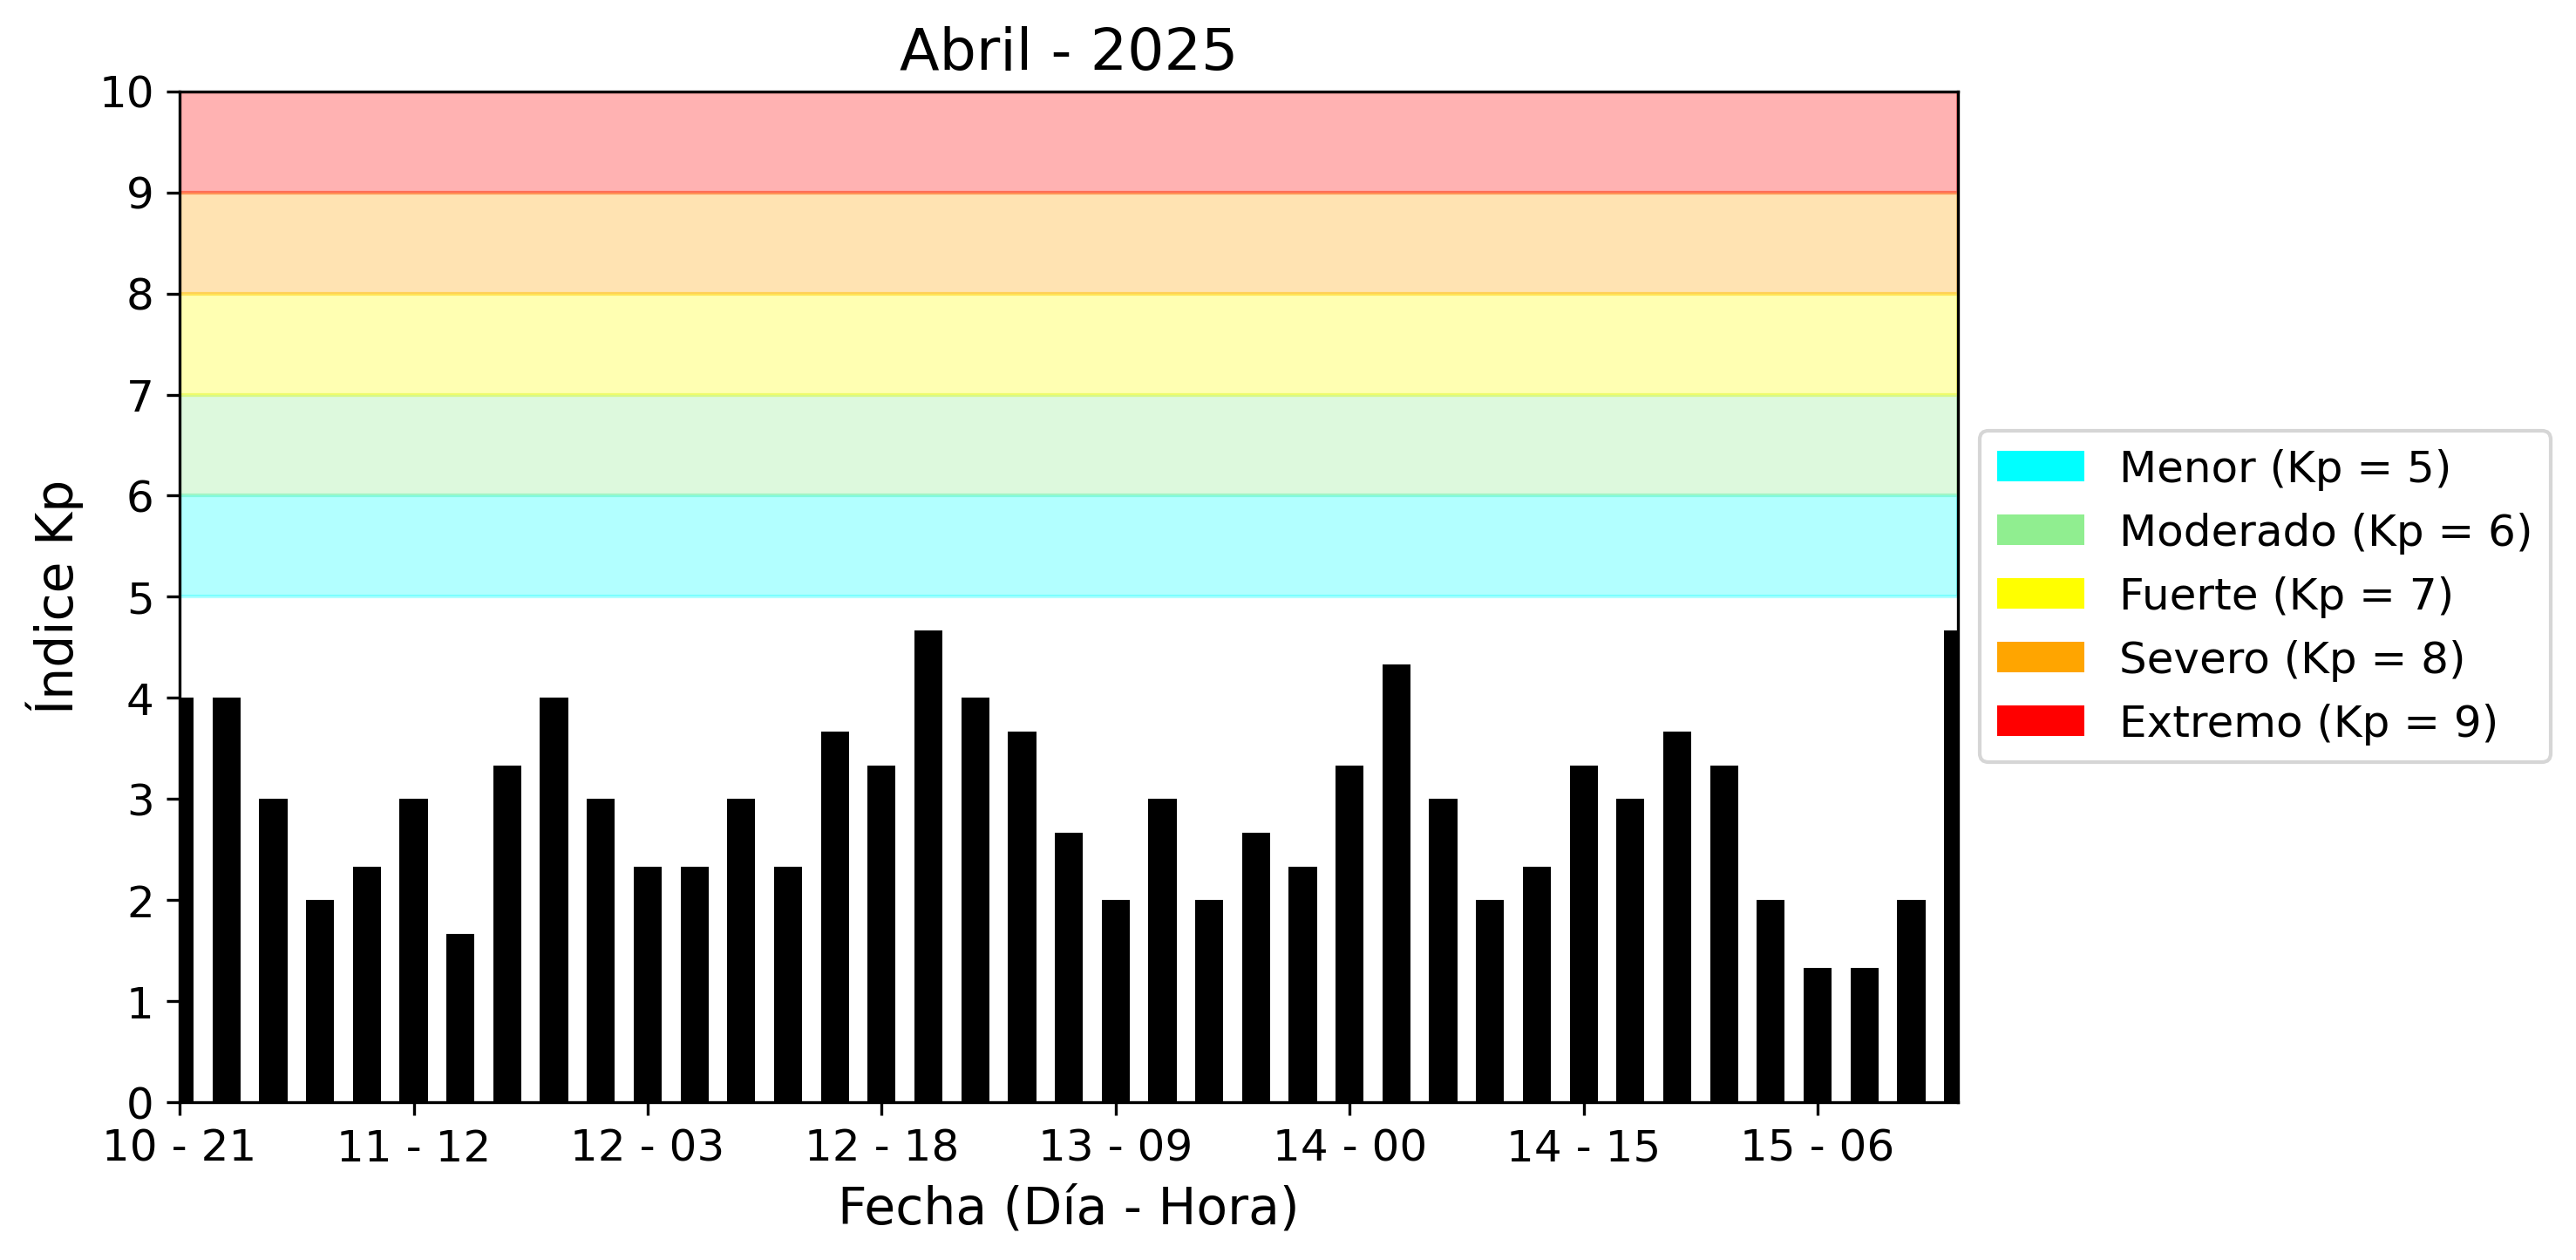 Abril - 2025
10
9
8
7
6
5
4
3
2
1
0
Índice Kp
10 - 21
11 - 12
12 - 03
12 - 18
13 - 09
14 - 00
14 - 15
15 - 06
Fecha (Día - Hora)
Menor (Kp = 5)
Moderado (Kp = 6)
Fuerte (Kp = 7)
Severo (Kp = 8)
Extremo (Kp = 9)